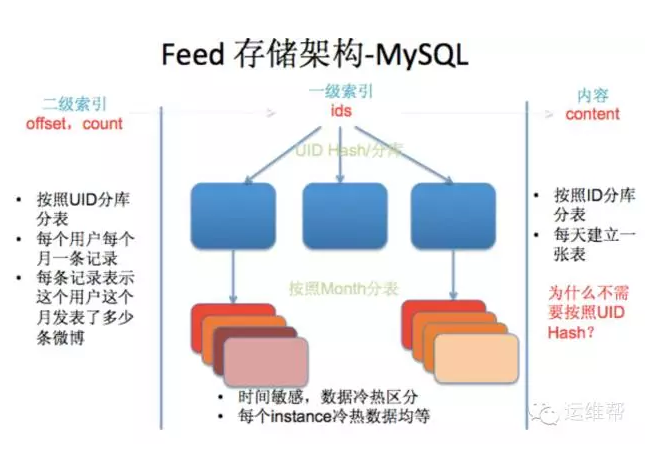 Feed 存储架构-MySQL
二级索引
offset，count
一级索引
ids
内容
content
UID Hash/分库
• 按照UID分库
分表
• 每个用户每个
月一条记录
• 每条记录表示
这个用户这个
月发表了多少
条微博
按照Month分表
• 时间敏感，数据冷热区分
• 每个instance冷热数据均等
• 按照ID分库
分表
• 每天建立一
张表
为什么不需
要按照UID
Hash？
运维帮